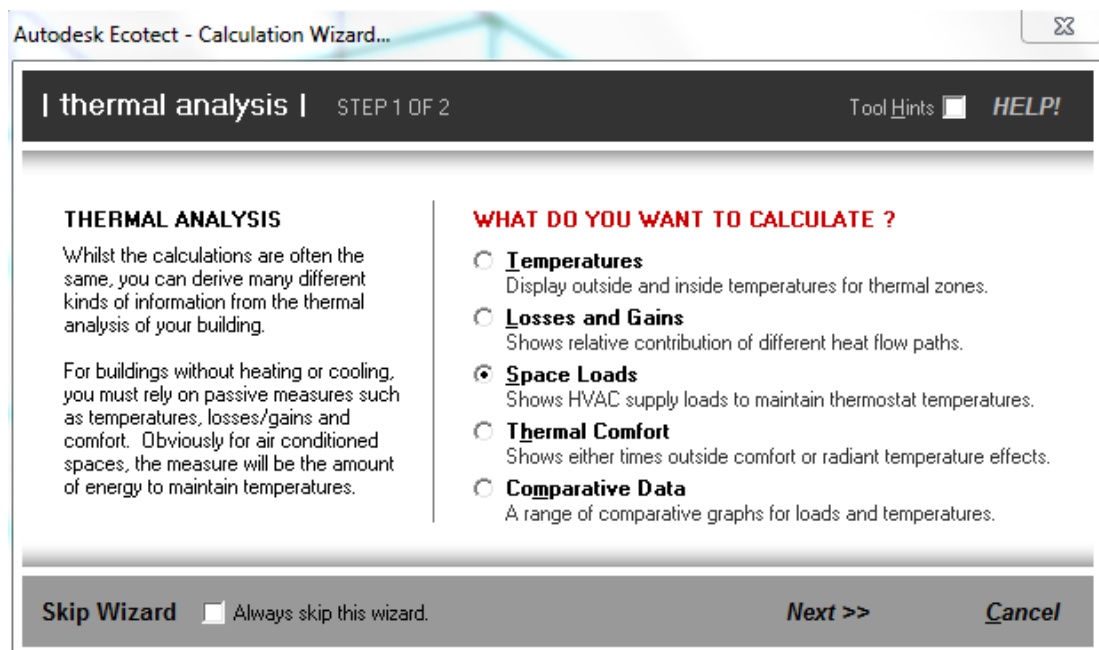 Autodesk Ecotect - Calculation Wizard...
| thermal analysis | STEP 1 OF 2 Tool Hints HELP!
THERMAL ANALYSIS
Whilst the calculations are often the
same, you can derive many different
kinds of information from the thermal
analysis of your building.
For buildings without heating or cooling,
you must rely on passive measures such
as temperatures, losses/gains and
comfort. Obviously for air conditioned
spaces, the measure will be the amount
of energy to maintain temperatures.
WHAT DO YOU WANT TO CALCULATE ?
Temperatures
Display outside and inside temperatures for thermal zones.
Losses and Gains
Shows relative contribution of different heat flow paths.
Space Loads
Shows HVAC supply loads to maintain thermostat temperatures.
Thermal Comfort
Shows either times outside comfort or radiant temperature effects.
Comparative Data
A range of comparative graphs for loads and temperatures.
Skip Wizard Always skip this wizard. Next >> Cancel